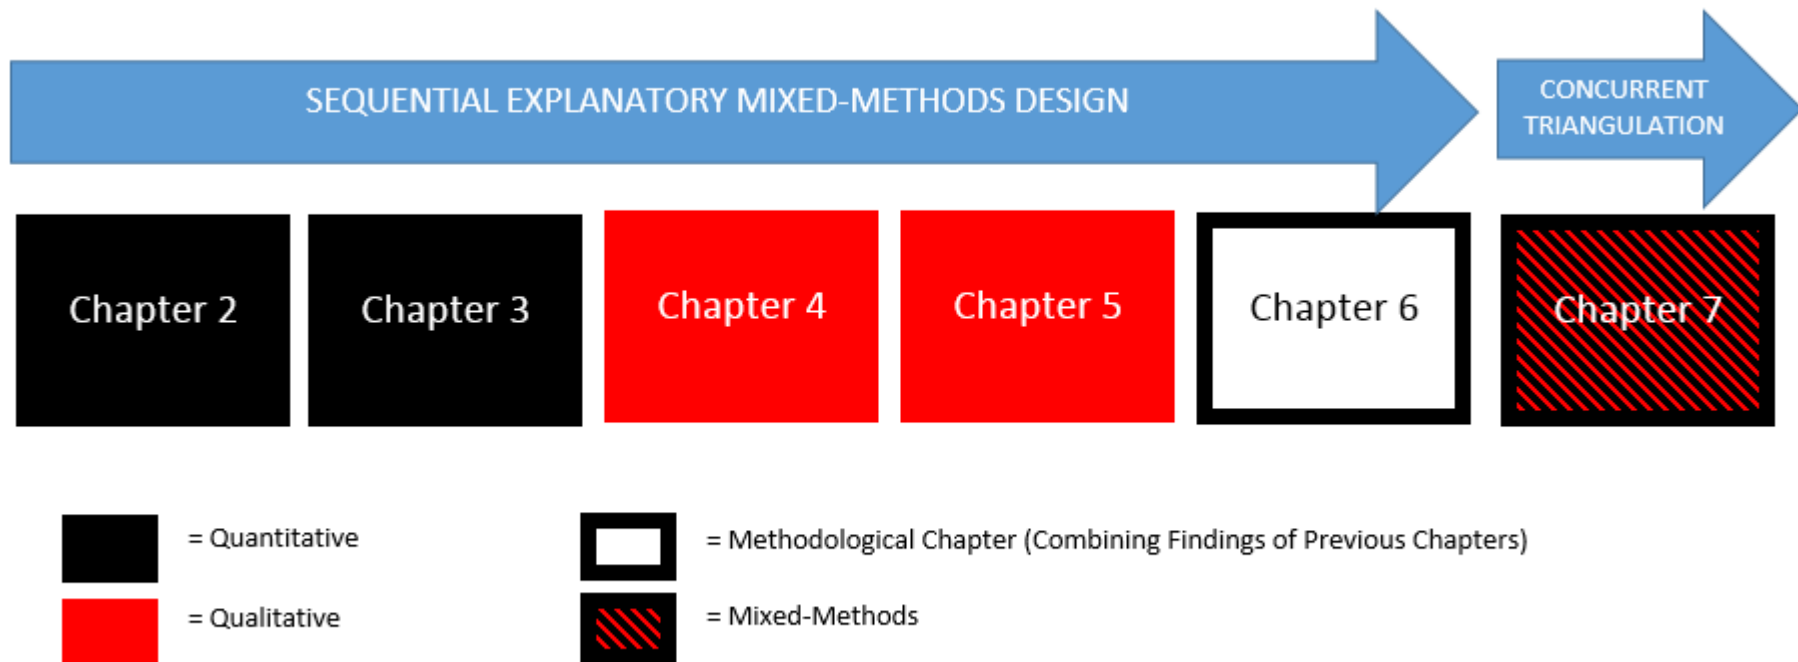 SEQUENTIAL EXPLANATORY MIXED-METHODS DESIGN
CONCURRENT
TRIANGULATION
Chapter 2
Chapter 3
Chapter 4
Chapter 5
Chapter 6
Chapter 7
= Quantitative
= Methodological Chapter (Combining Findings of Previous Chapters)
= Qualitative
= Mixed-Methods